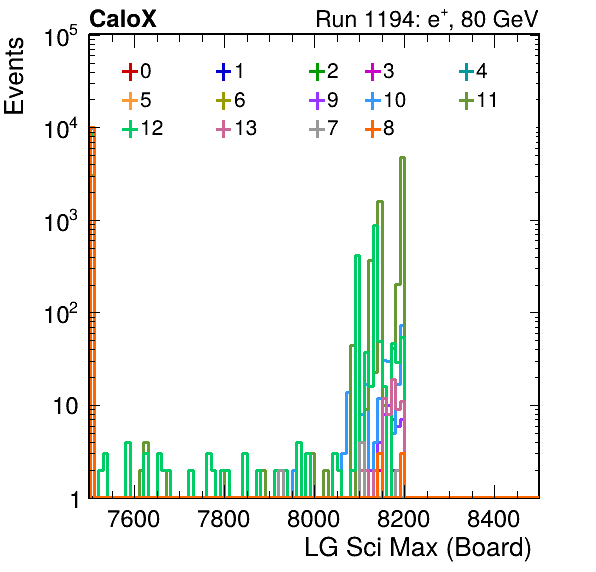 CaloX Run 1194: e⁺, 80 GeV
Events
10⁵
0 1 2 3 4
5 6 9 10 11
12 13 7 8
10⁴
10³
10²
10
1
7600 7800 8000 8200 8400
LG Sci Max (Board)